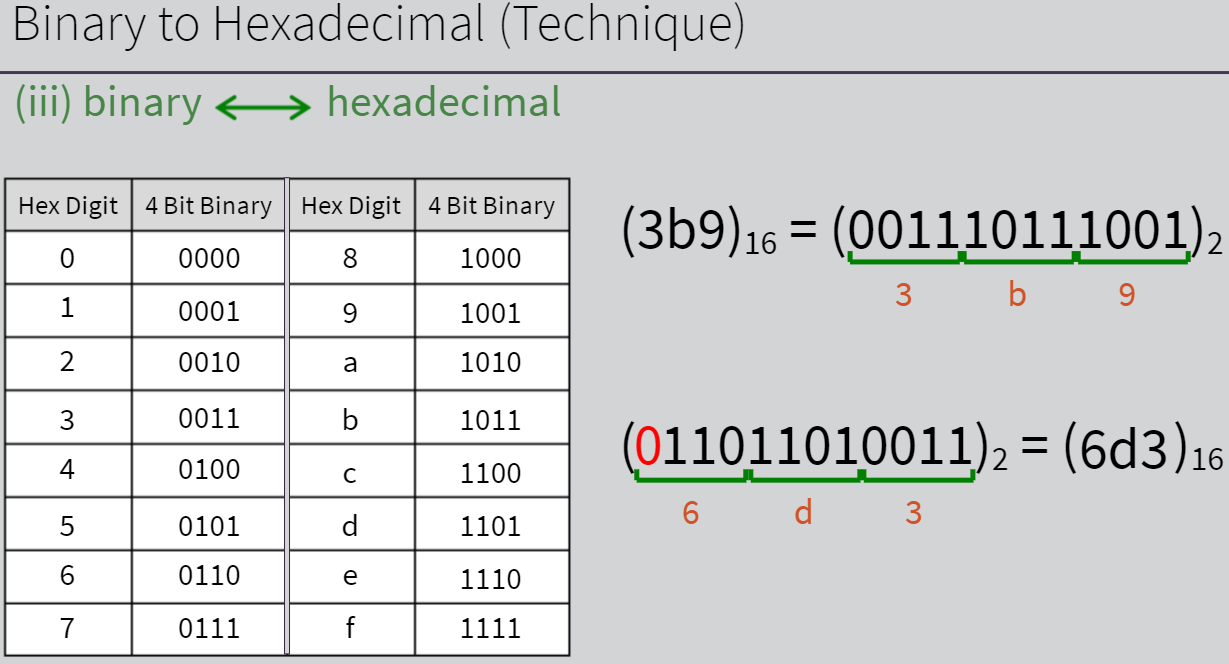 Binary to Hexadecimal (Technique)
(iii) binary ⟷ hexadecimal
Hex Digit 4 Bit Binary Hex Digit 4 Bit Binary
0 0000 8 1000
1 0001 9 1001
2 0010 a 1010
3 0011 b 1011
4 0100 c 1100
5 0101 d 1101
6 0110 e 1110
7 0111 f 1111
(3b9)16 = (001110111001)2
3 b 9
(011011010011)2 = (6d3)16
6 d 3